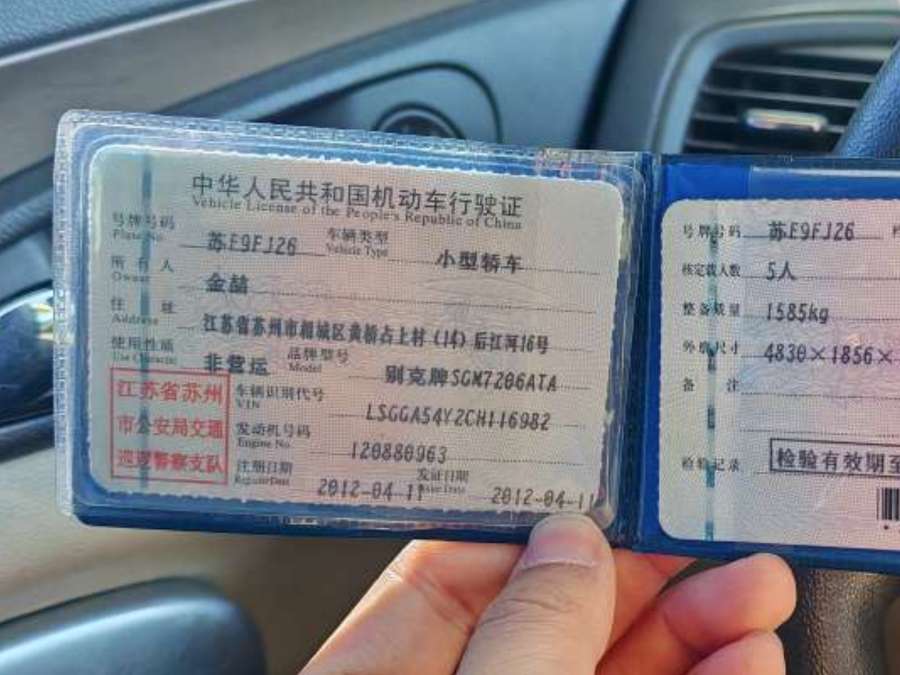 中华人民共和国机动车行驶证
Vehicle License of the People's Republic of China
号牌号码 苏E9FJ26 车辆类型 小型轿车
Plate No. Vehicle Type
所有人 金喆
Owner
住址 江苏省苏州市相城区黄桥占上村(14)后江河16号
Address
使用性质 非营运 品牌型号 别克牌SGM7206ATA
Use Character Model
江苏省苏州
市公安局交通
巡逻警察支队
车辆识别代号 LSGGA54Y2CH116982
VIN
发动机号码 120880963
Engine No.
注册日期 2012-04-11 发证日期 2012-04-11
Register Date Issue Date
号牌号码 苏E9FJ26
核定载人数 5人
整备质量 1585kg
外廓尺寸 4830×1856×
备注
检验记录 检验有效期至